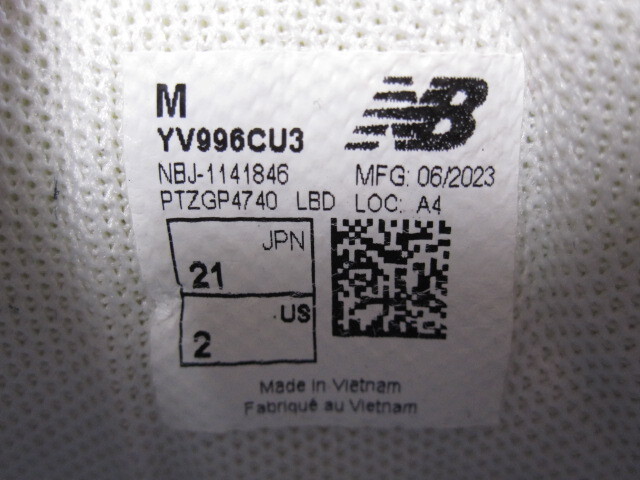 M
NB
YV996CU3
NBJ-1141846 MFG: 06/2023
PTZGP4740 LBD LOC: A4
JPN
21
US
2
Made in Vietnam
Fabriqué au Vietnam